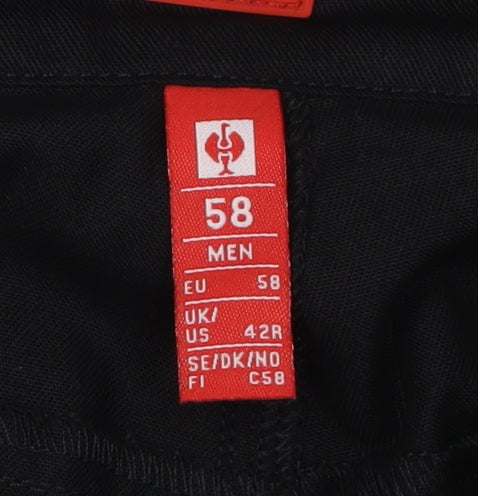 58
MEN
EU 58
UK/
US 42R
SE/DK/NO
FI C58